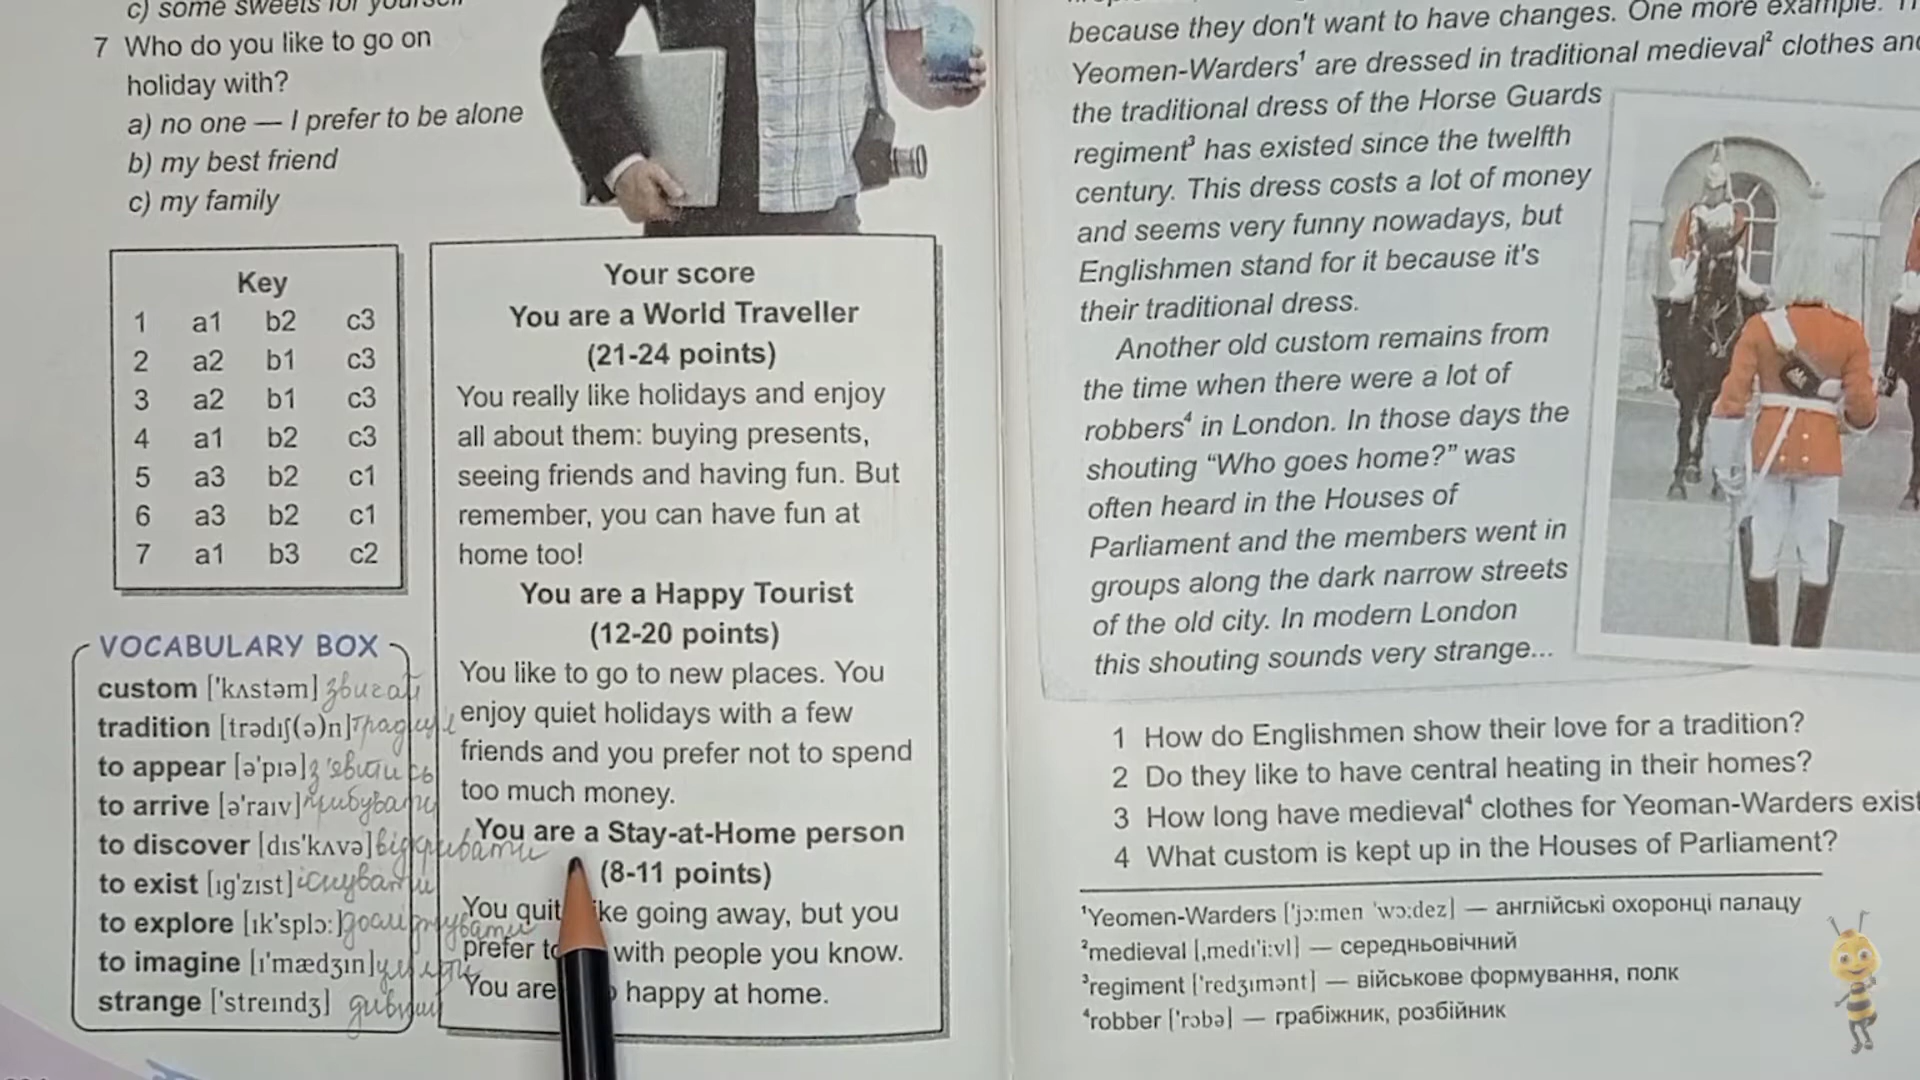 c) some sweets for yourself
7 Who do you like to go on
holiday with?
a) no one — I prefer to be alone
b) my best friend
c) my family
Key
1 a1 b2 c3
2 a2 b1 c3
3 a2 b1 c3
4 a1 b2 c3
5 a3 b2 c1
6 a3 b2 c1
7 a1 b3 c2
VOCABULARY BOX
custom ['kʌstəm] звичай
tradition [trədɪʃ(ə)n] традиція
to appear [ə'pɪə] з'явитись
to arrive [ə'raɪv] прибувати
to discover [dɪs'kʌvə] відкривати
to exist [ɪg'zɪst] існувати
to explore [ɪk'splɔ:] досліджувати
to imagine [ɪ'mædʒɪn]
strange ['streɪndʒ]
Your score
You are a World Traveller
(21-24 points)
You really like holidays and enjoy
all about them: buying presents,
seeing friends and having fun. But
remember, you can have fun at
home too!
You are a Happy Tourist
(12-20 points)
You like to go to new places. You
enjoy quiet holidays with a few
friends and you prefer not to spend
too much money.
You are a Stay-at-Home person
(8-11 points)
You going away, but you
prefer with people you know.
You are happy at home.
because they don't want to have changes. One more example.
Yeomen-Warders¹ are dressed in traditional medieval² clothes and
the traditional dress of the Horse Guards
regiment³ has existed since the twelfth
century. This dress costs a lot of money
and seems very funny nowadays, but
Englishmen stand for it because it's
their traditional dress.
Another old custom remains from
the time when there were a lot of
robbers⁴ in London. In those days the
shouting “Who goes home?” was
often heard in the Houses of
Parliament and the members went in
groups along the dark narrow streets
of the old city. In modern London
this shouting sounds very strange...
1 How do Englishmen show their love for a tradition?
2 Do they like to have central heating in their homes?
3 How long have medieval⁴ clothes for Yeoman-Warders exist
4 What custom is kept up in the Houses of Parliament?
¹Yeomen-Warders ['jɔ:men 'wɔ:dez] — англійські охоронці палацу
²medieval [ˌmedɪ'i:vl] — середньовічний
³regiment ['redʒɪmənt] — військове формування, полк
⁴robber ['rɔbə] — грабіжник, розбійник